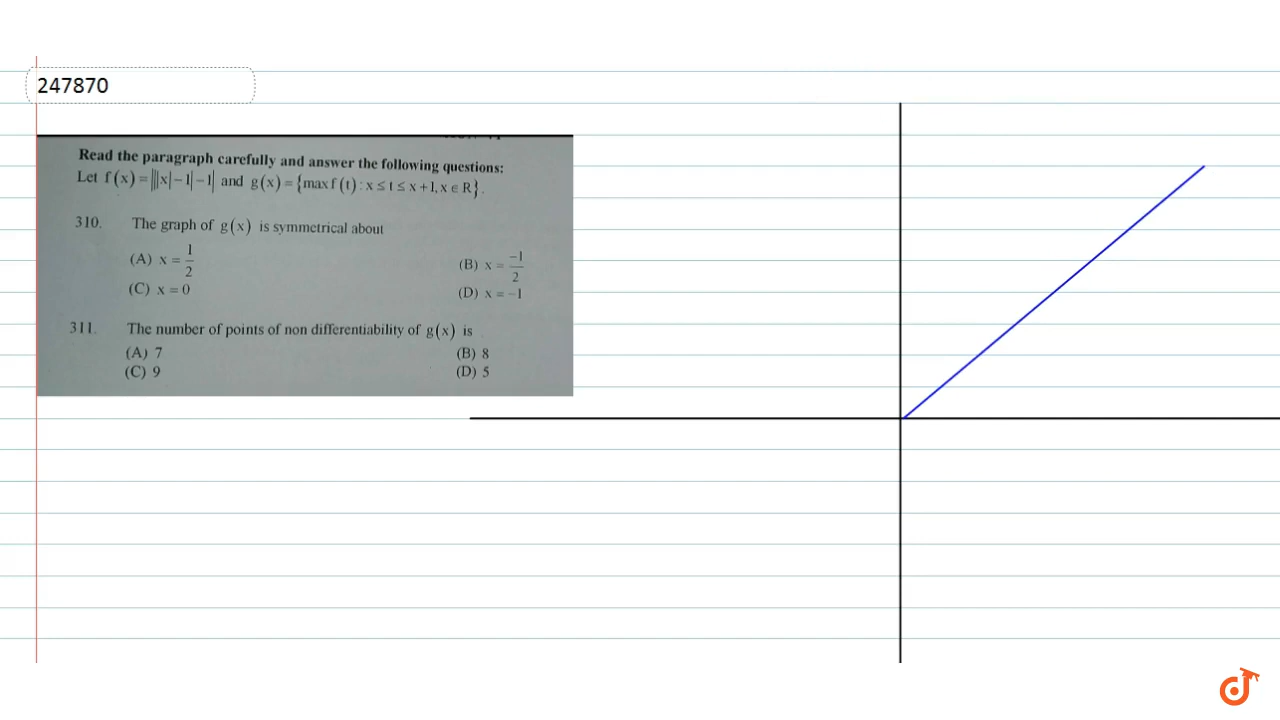 247870
Read the paragraph carefully and answer the following questions:
Let f(x) = |||x|−1|−1| and g(x) = {max f(t) : x ≤ t ≤ x+1, x ∈ R}.
310. The graph of g(x) is symmetrical about
(A) x = 1/2 (B) x = −1/2
(C) x = 0 (D) x = −1
311. The number of points of non differentiability of g(x) is
(A) 7 (B) 8
(C) 9 (D) 5